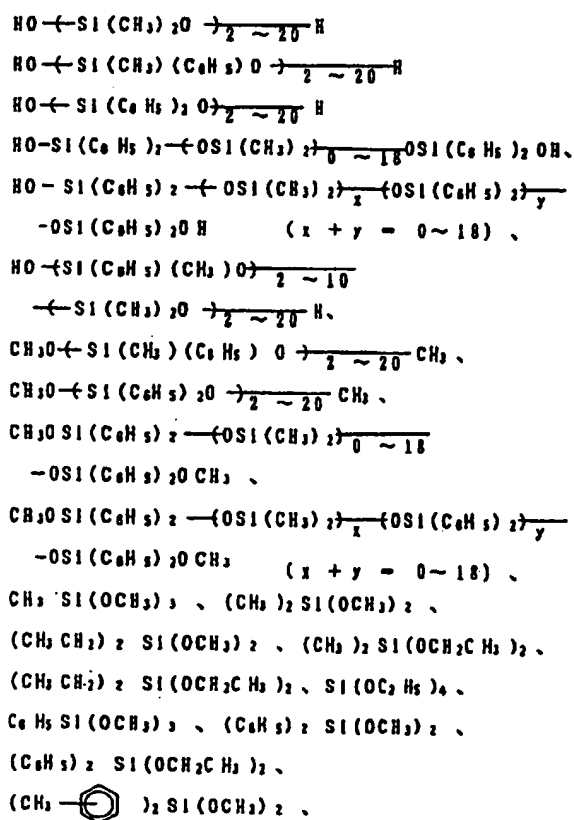 HO-(-Si(CH₃)₂O-)-2~20 H
HO-(-Si(CH₃)(C₆H₅)O-)-2~20 H
HO-(-Si(C₆H₅)₂O)-2~20 H
HO-Si(C₆H₅)₂-(-OSi(CH₃)₂)-0~18 OSi(C₆H₅)₂OH、
HO-Si(C₆H₅)₂-(-OSi(CH₃)₂)-x-(OSi(C₆H₅)₂)-y
-OSi(C₆H₅)₂OH (x + y = 0~18)、
HO-(-Si(C₆H₅)(CH₃)O)-2~10
-(-Si(CH₃)₂O-)-2~20 H、
CH₃O-(-Si(CH₃)(C₆H₅)O-)-2~20 CH₃、
CH₃O-(-Si(C₆H₅)₂O-)-2~20 CH₃、
CH₃OSi(C₆H₅)₂-(OSi(CH₃)₂)-0~18
-OSi(C₆H₅)₂OCH₃、
CH₃OSi(C₆H₅)₂-(OSi(CH₃)₂)-x-(OSi(C₆H₅)₂)-y
-OSi(C₆H₅)₂OCH₃ (x + y = 0~18)、
CH₃Si(OCH₃)₃、(CH₃)₂Si(OCH₃)₂、
(CH₃CH₂)₂Si(OCH₃)₂、(CH₃)₂Si(OCH₂CH₃)₂、
(CH₃CH₂)₂Si(OCH₂CH₃)₂、Si(OC₂H₅)₄、
C₆H₅Si(OCH₃)₃、(C₆H₅)₂Si(OCH₃)₂、
(C₆H₅)₂Si(OCH₂CH₃)₂、
(CH₃- )₂Si(OCH₃)₂、